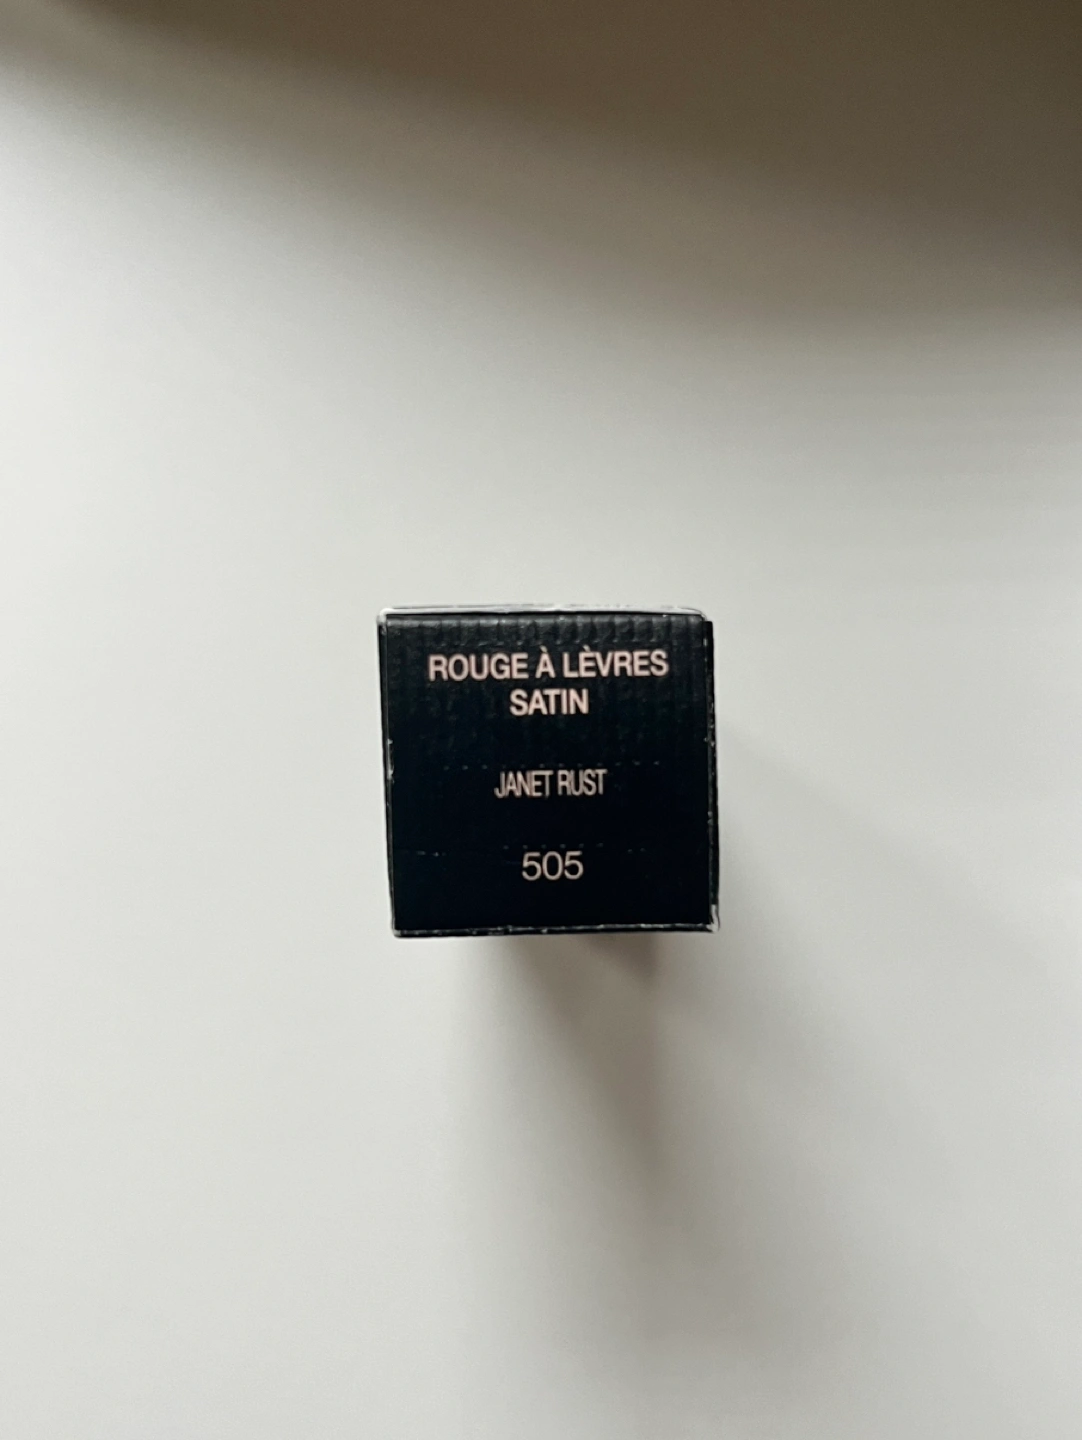 ROUGE À LÈVRES
SATIN
JANET RUST
505